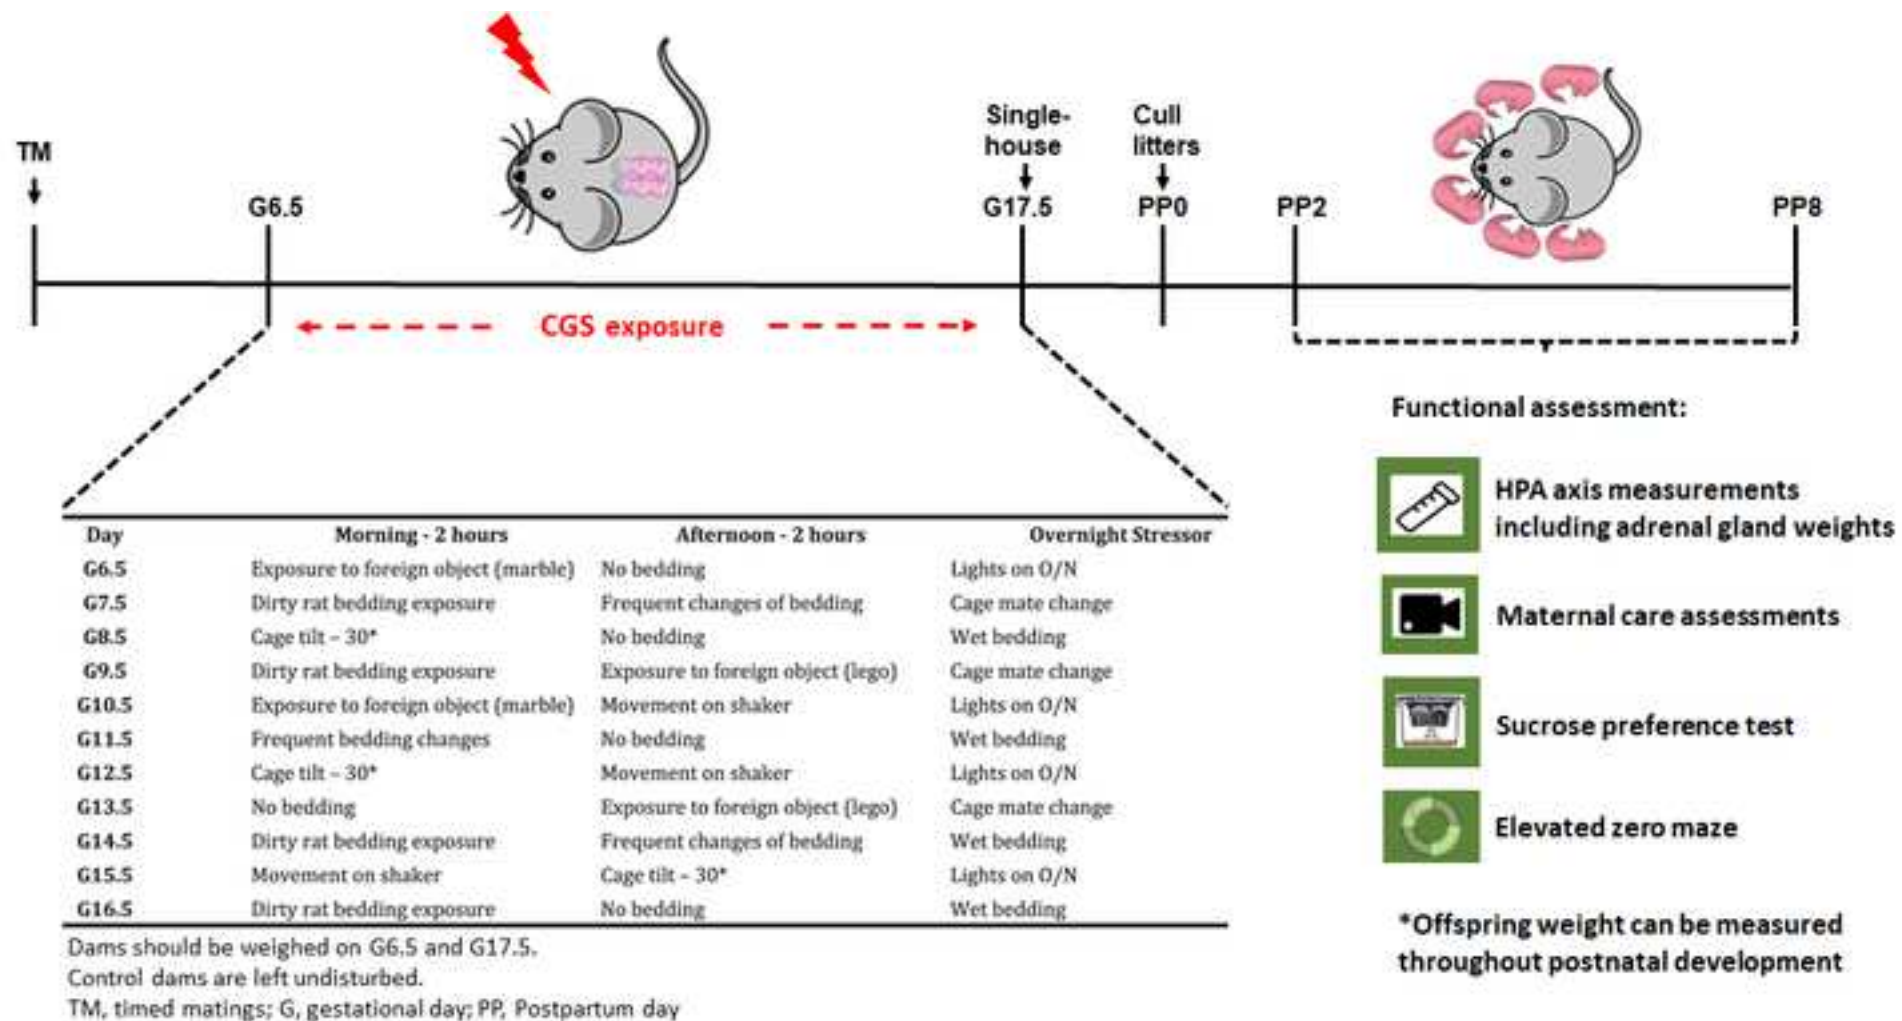 TM
G6.5
Single-
house
G17.5
Cull
litters
PP0
PP2
PP8
CGS exposure
Day Morning - 2 hours Afternoon - 2 hours Overnight Stressor
G6.5 Exposure to foreign object (marble) No bedding Lights on O/N
G7.5 Dirty rat bedding exposure Frequent changes of bedding Cage mate change
G8.5 Cage tilt – 30* No bedding Wet bedding
G9.5 Dirty rat bedding exposure Exposure to foreign object (lego) Cage mate change
G10.5 Exposure to foreign object (marble) Movement on shaker Lights on O/N
G11.5 Frequent bedding changes No bedding Wet bedding
G12.5 Cage tilt – 30* Movement on shaker Lights on O/N
G13.5 No bedding Exposure to foreign object (lego) Cage mate change
G14.5 Dirty rat bedding exposure Frequent changes of bedding Wet bedding
G15.5 Movement on shaker Cage tilt – 30* Lights on O/N
G16.5 Dirty rat bedding exposure No bedding Wet bedding
Dams should be weighed on G6.5 and G17.5.
Control dams are left undisturbed.
TM, timed matings; G, gestational day; PP, Postpartum day
Functional assessment:
HPA axis measurements
including adrenal gland weights
Maternal care assessments
Sucrose preference test
Elevated zero maze
*Offspring weight can be measured
throughout postnatal development